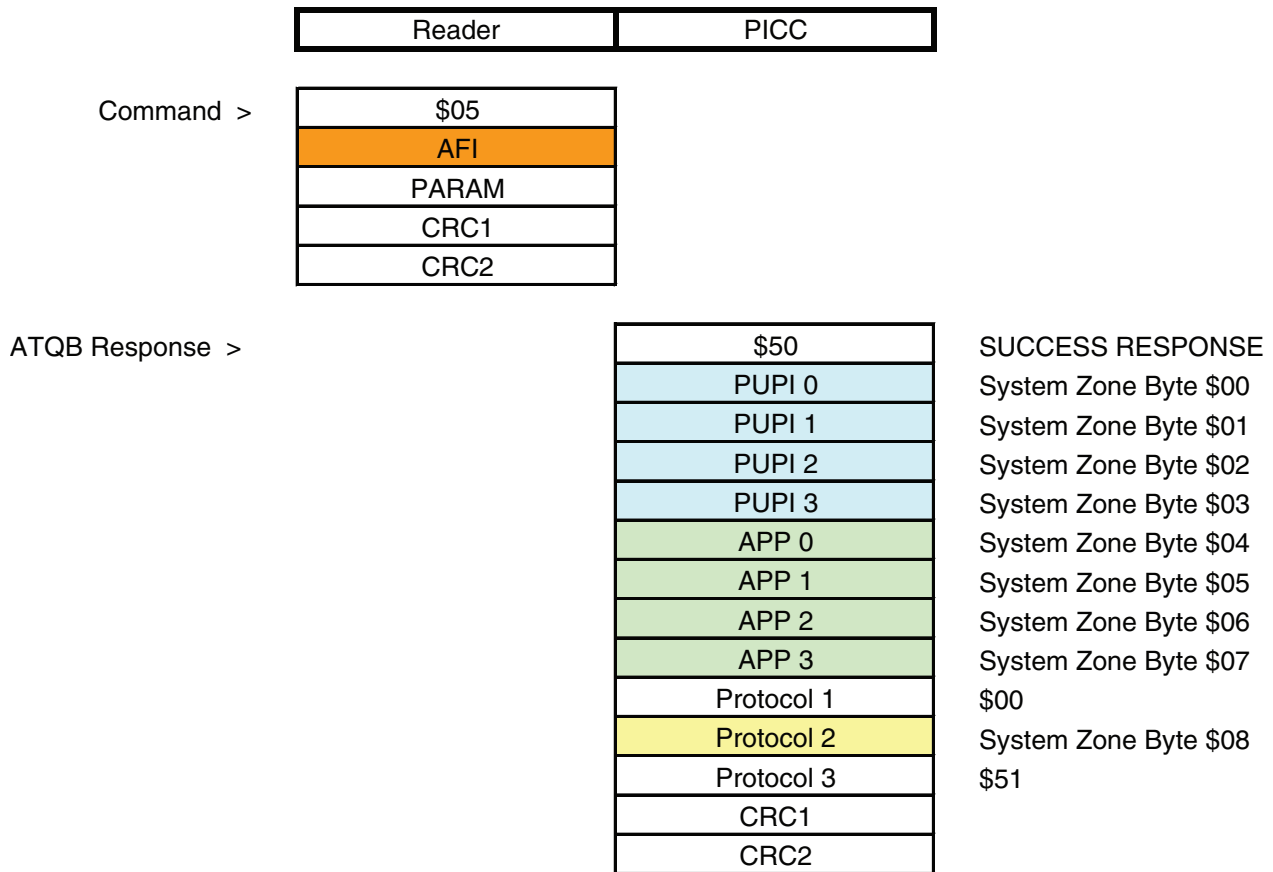 Reader PICC
Command > $05
AFI
PARAM
CRC1
CRC2
ATQB Response > $50 SUCCESS RESPONSE
PUPI 0 System Zone Byte $00
PUPI 1 System Zone Byte $01
PUPI 2 System Zone Byte $02
PUPI 3 System Zone Byte $03
APP 0 System Zone Byte $04
APP 1 System Zone Byte $05
APP 2 System Zone Byte $06
APP 3 System Zone Byte $07
Protocol 1 $00
Protocol 2 System Zone Byte $08
Protocol 3 $51
CRC1
CRC2